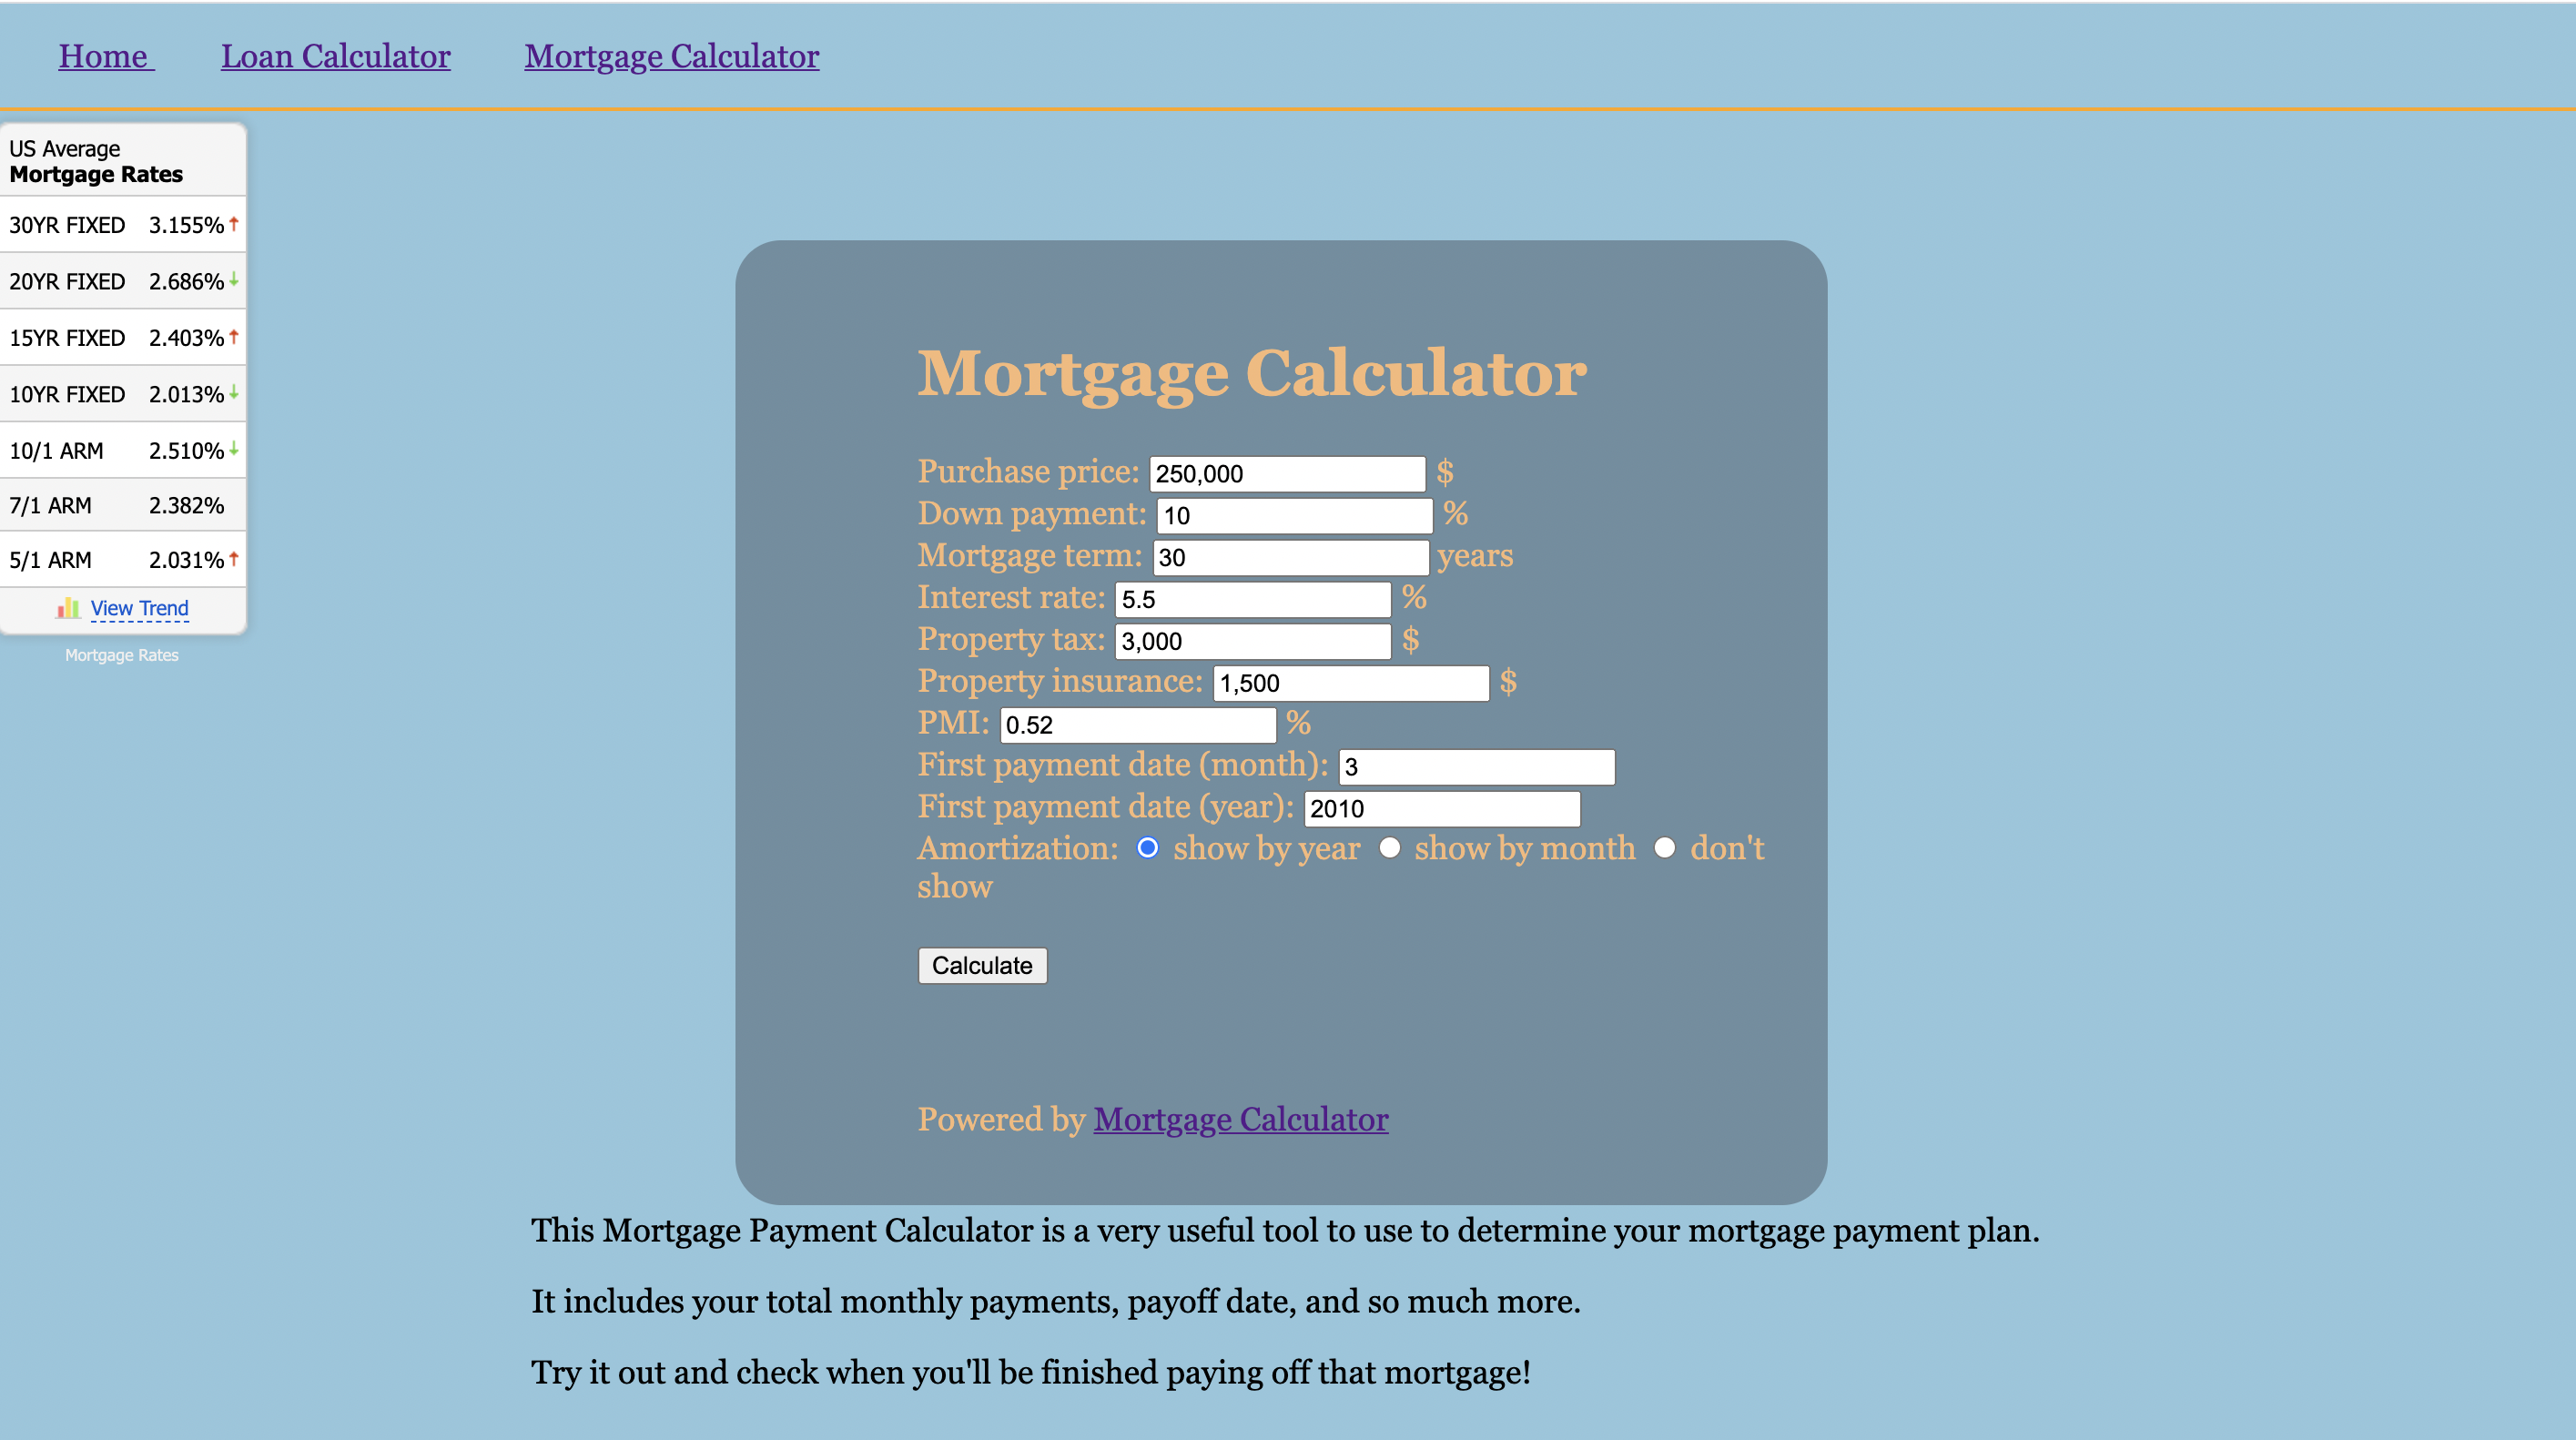 Home Loan Calculator Mortgage Calculator
US Average
Mortgage Rates
30YR FIXED 3.155%
20YR FIXED 2.686%
15YR FIXED 2.403%
10YR FIXED 2.013%
10/1 ARM 2.510%
7/1 ARM 2.382%
5/1 ARM 2.031%
View Trend
Mortgage Rates
Mortgage Calculator
Purchase price: 250,000 $
Down payment: 10 %
Mortgage term: 30 years
Interest rate: 5.5 %
Property tax: 3,000 $
Property insurance: 1,500 $
PMI: 0.52 %
First payment date (month): 3
First payment date (year): 2010
Amortization: show by year show by month don't
show
Calculate
Powered by Mortgage Calculator
This Mortgage Payment Calculator is a very useful tool to use to determine your mortgage payment plan.
It includes your total monthly payments, payoff date, and so much more.
Try it out and check when you'll be finished paying off that mortgage!